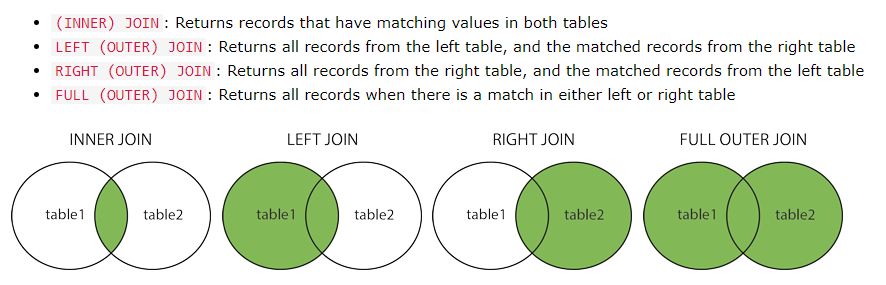 (INNER) JOIN : Returns records that have matching values in both tables
LEFT (OUTER) JOIN : Returns all records from the left table, and the matched records from the right table
RIGHT (OUTER) JOIN : Returns all records from the right table, and the matched records from the left table
FULL (OUTER) JOIN : Returns all records when there is a match in either left or right table
INNER JOIN
LEFT JOIN
RIGHT JOIN
FULL OUTER JOIN
table1
table2
table1
table2
table1
table2
table1
table2